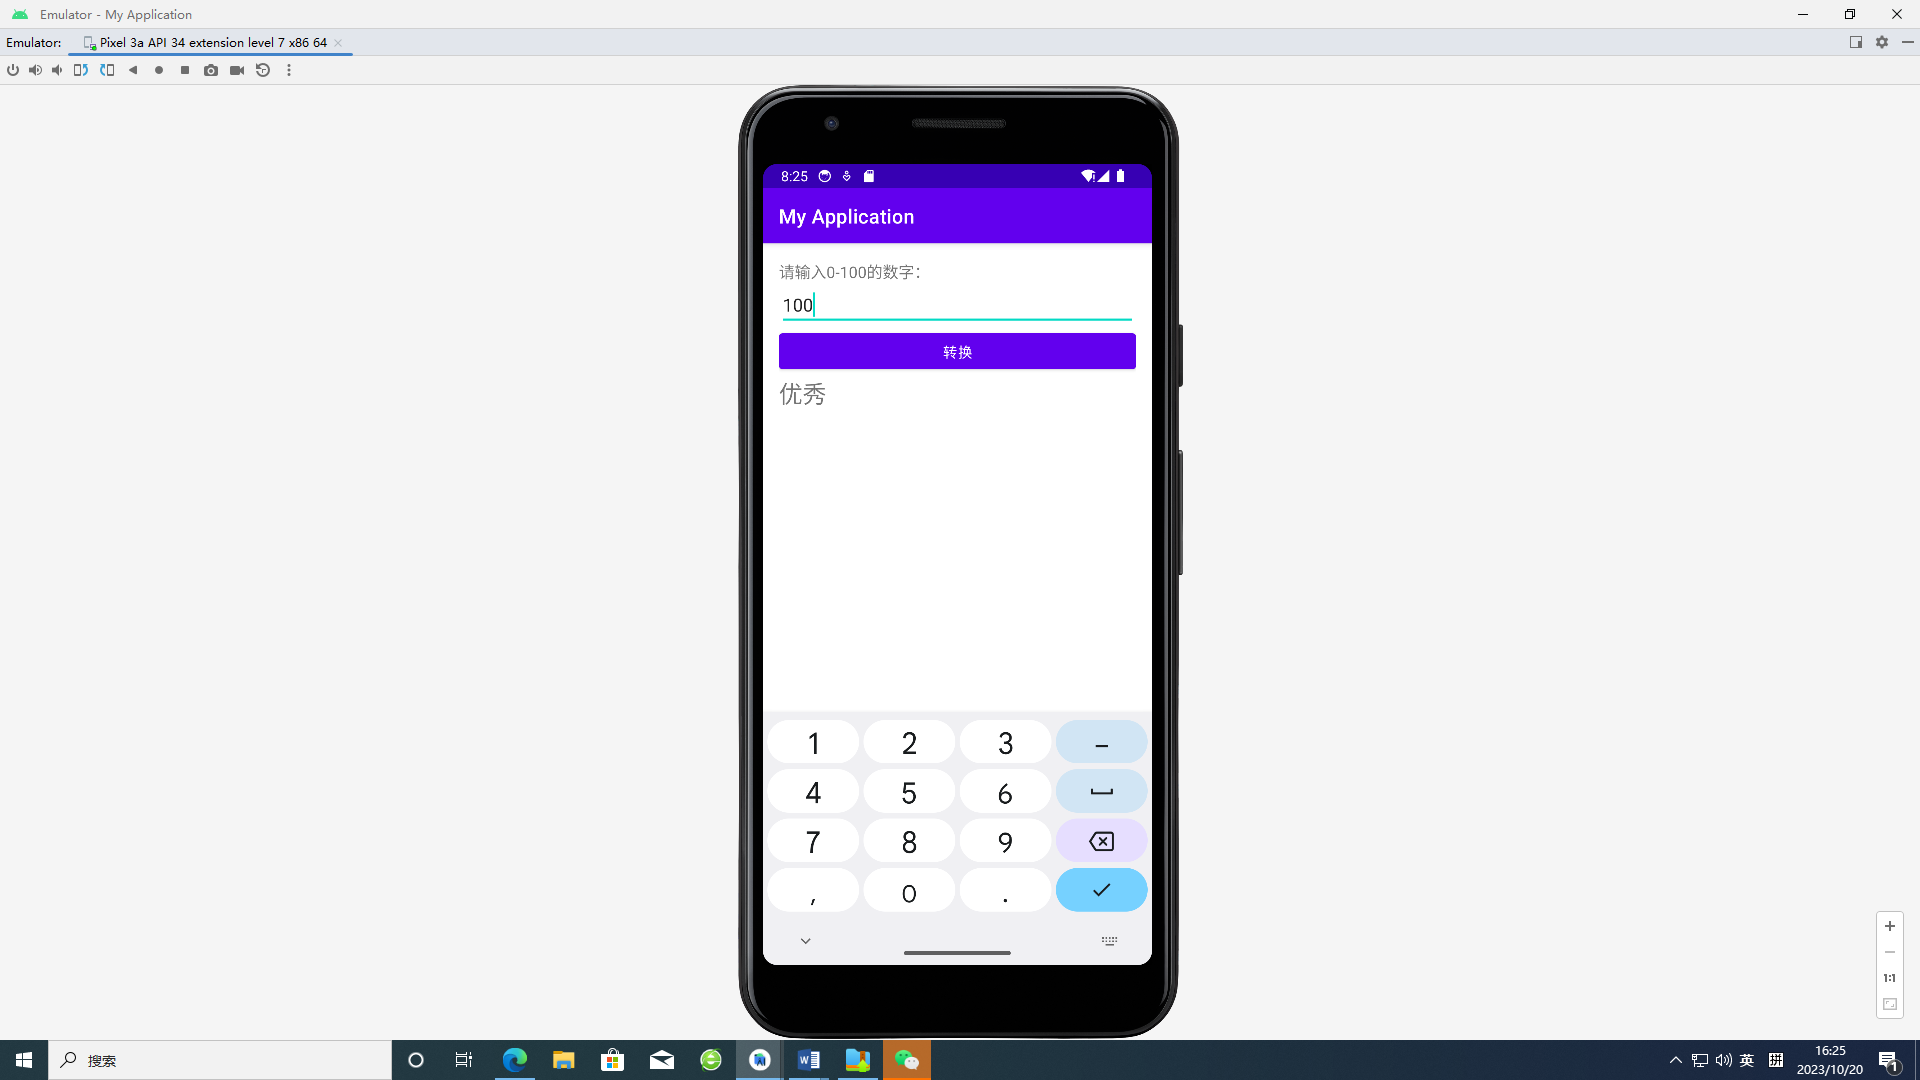 Emulator - My Application
Emulator:
Pixel 3a API 34 extension level 7 x86 64
8:25
My Application
请输入0-100的数字：
100
转换
优秀
1 2 3 –
4 5 6
7 8 9
, 0 .
1:1
搜索
英
拼
16:25
2023/10/20
1